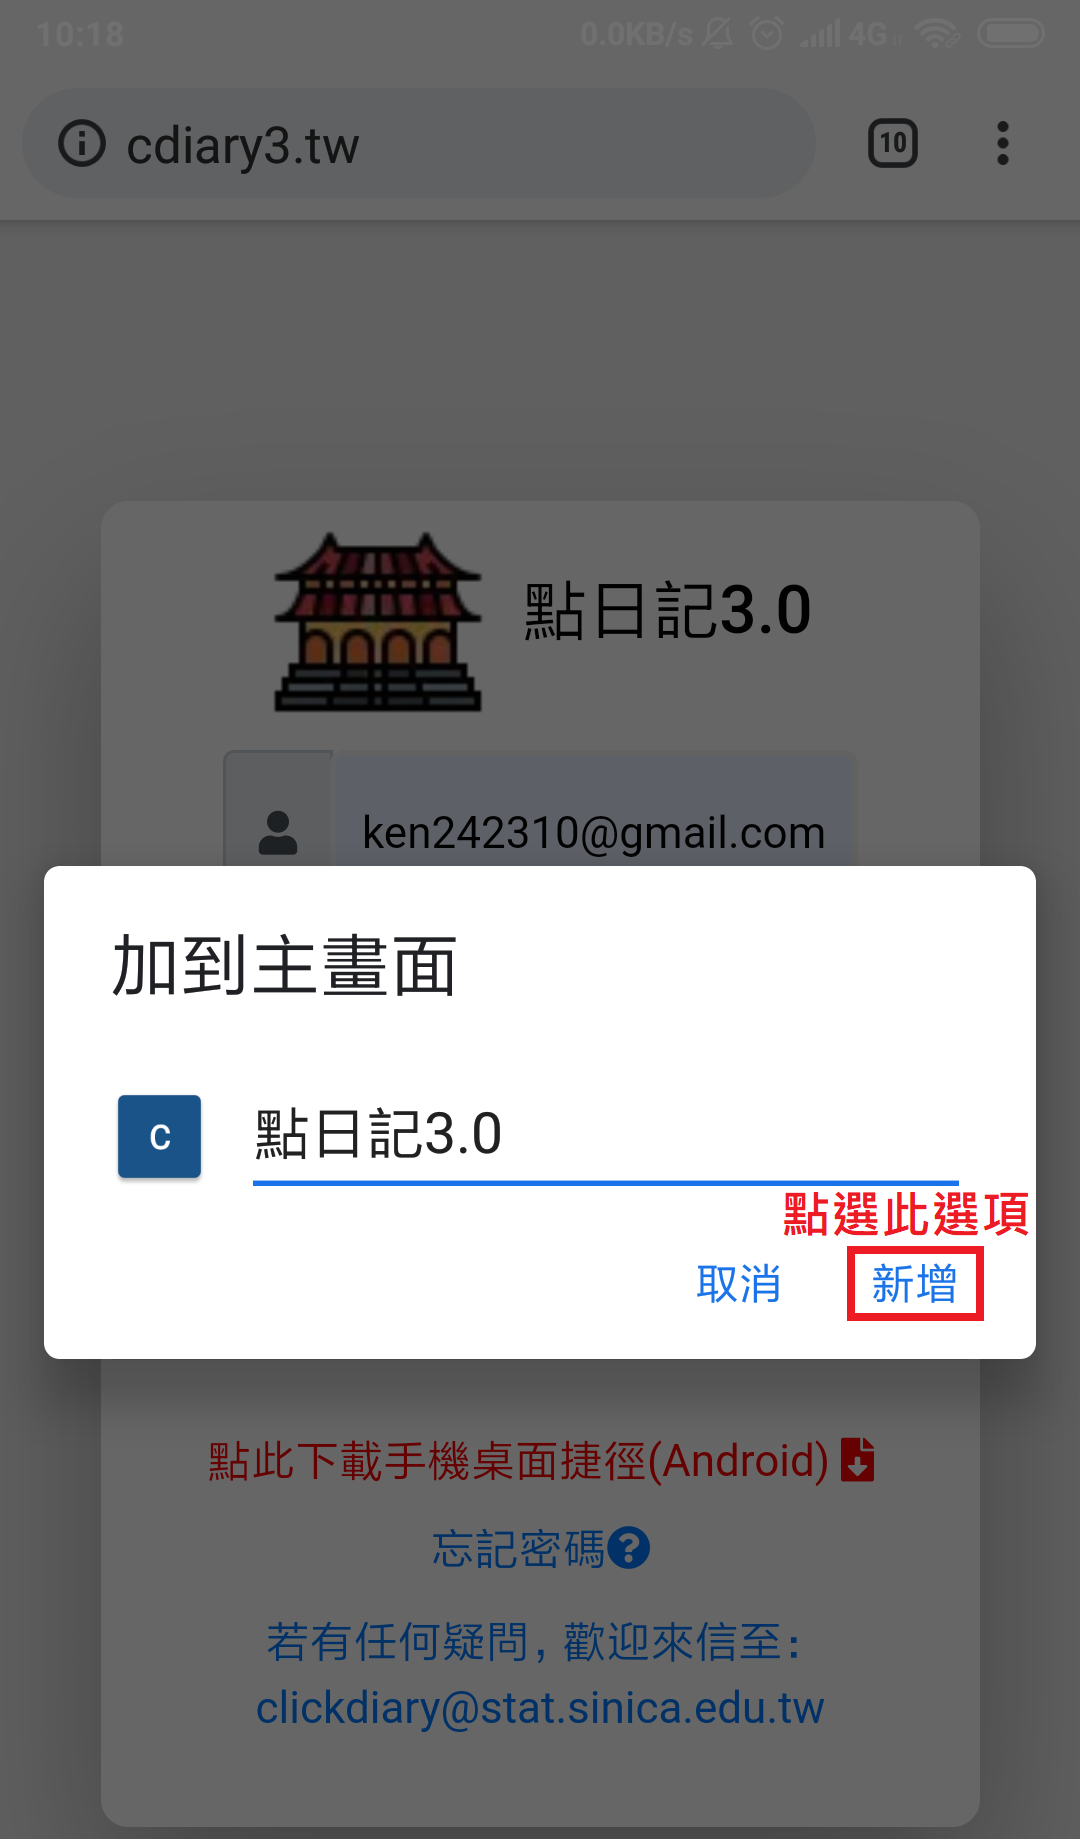 10:18 0.0KB/s 4G
cdiary3.tw 10
點日記3.0
ken242310@gmail.com
加到主畫面
C 點日記3.0
點選此選項
取消 新增
點此下載手機桌面捷徑(Android)
忘記密碼?
若有任何疑問，歡迎來信至：
clickdiary@stat.sinica.edu.tw